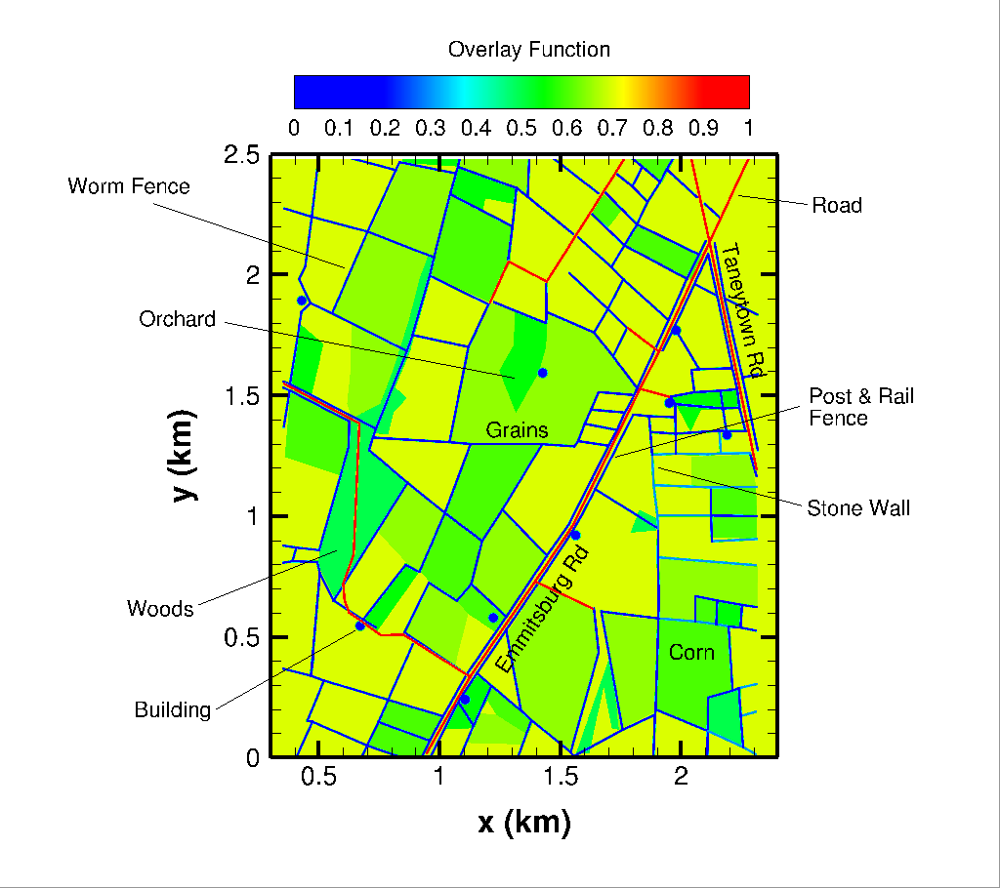 Overlay Function
0 0.1 0.2 0.3 0.4 0.5 0.6 0.7 0.8 0.9 1
2.5
Worm Fence
Road
2
Taneytown Rd
Orchard
1.5
Post & Rail
Fence
Grains
y (km)
Stone Wall
1
Emmitsburg Rd
Woods
0.5
Corn
Building
0
0.5 1 1.5 2
x (km)